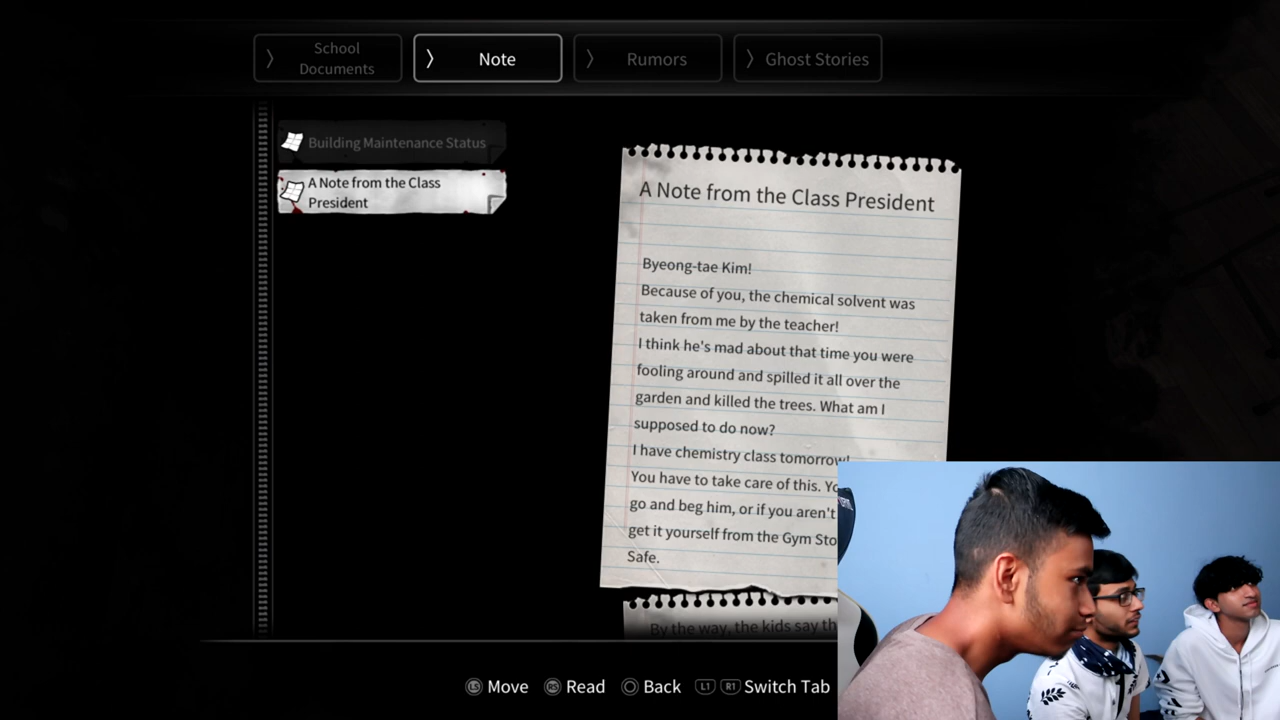 School
Documents
Note
Rumors
Ghost Stories
Building Maintenance Status
A Note from the Class
President
A Note from the Class President
Byeong-tae Kim!
Because of you, the chemical solvent was
taken from me by the teacher!
I think he's mad about that time you were
fooling around and spilled it all over the
garden and killed the trees. What am I
supposed to do now?
I have chemistry class tomorrow!
You have to take care of this.
go and beg him, or if you aren't
get it yourself from the Gym
Safe.
By the way, the kids say
LS Move
RS Read
Back
L1 R1 Switch Tab